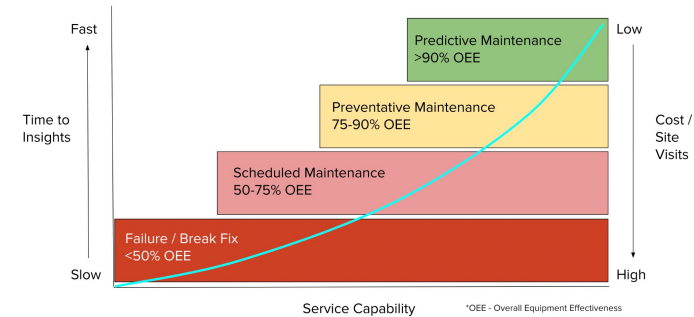 Fast
Low
Predictive Maintenance
>90% OEE
Time to
Insights
Preventative Maintenance
75-90% OEE
Cost /
Site
Visits
Scheduled Maintenance
50-75% OEE
Failure / Break Fix
<50% OEE
Slow
High
Service Capability
*OEE - Overall Equipment Effectiveness